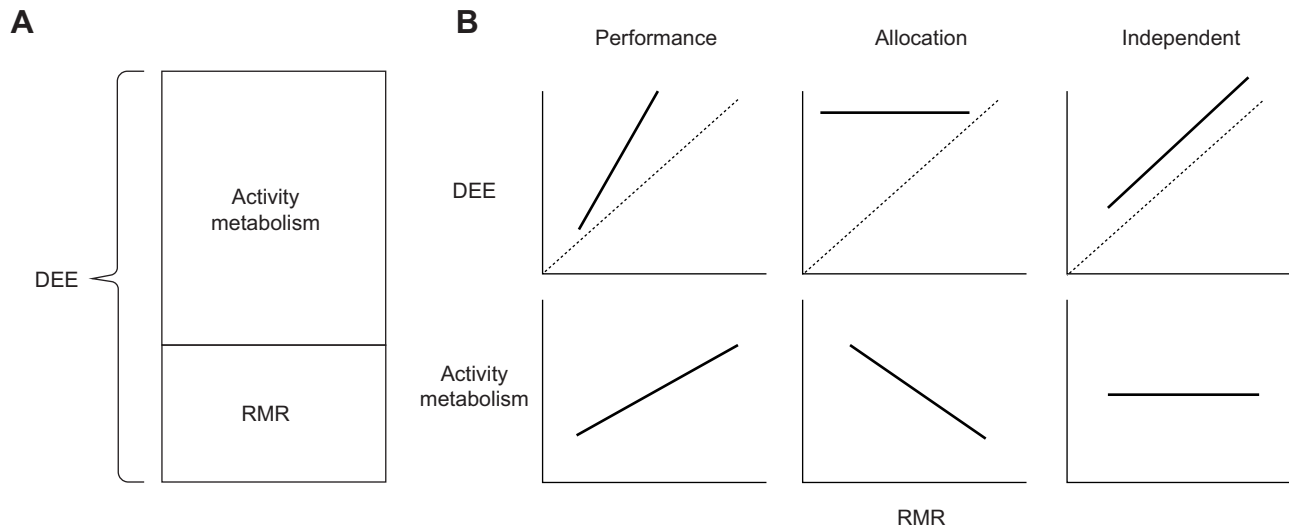 A
DEE
Activity
metabolism
RMR
B
Performance
Allocation
Independent
DEE
Activity
metabolism
RMR